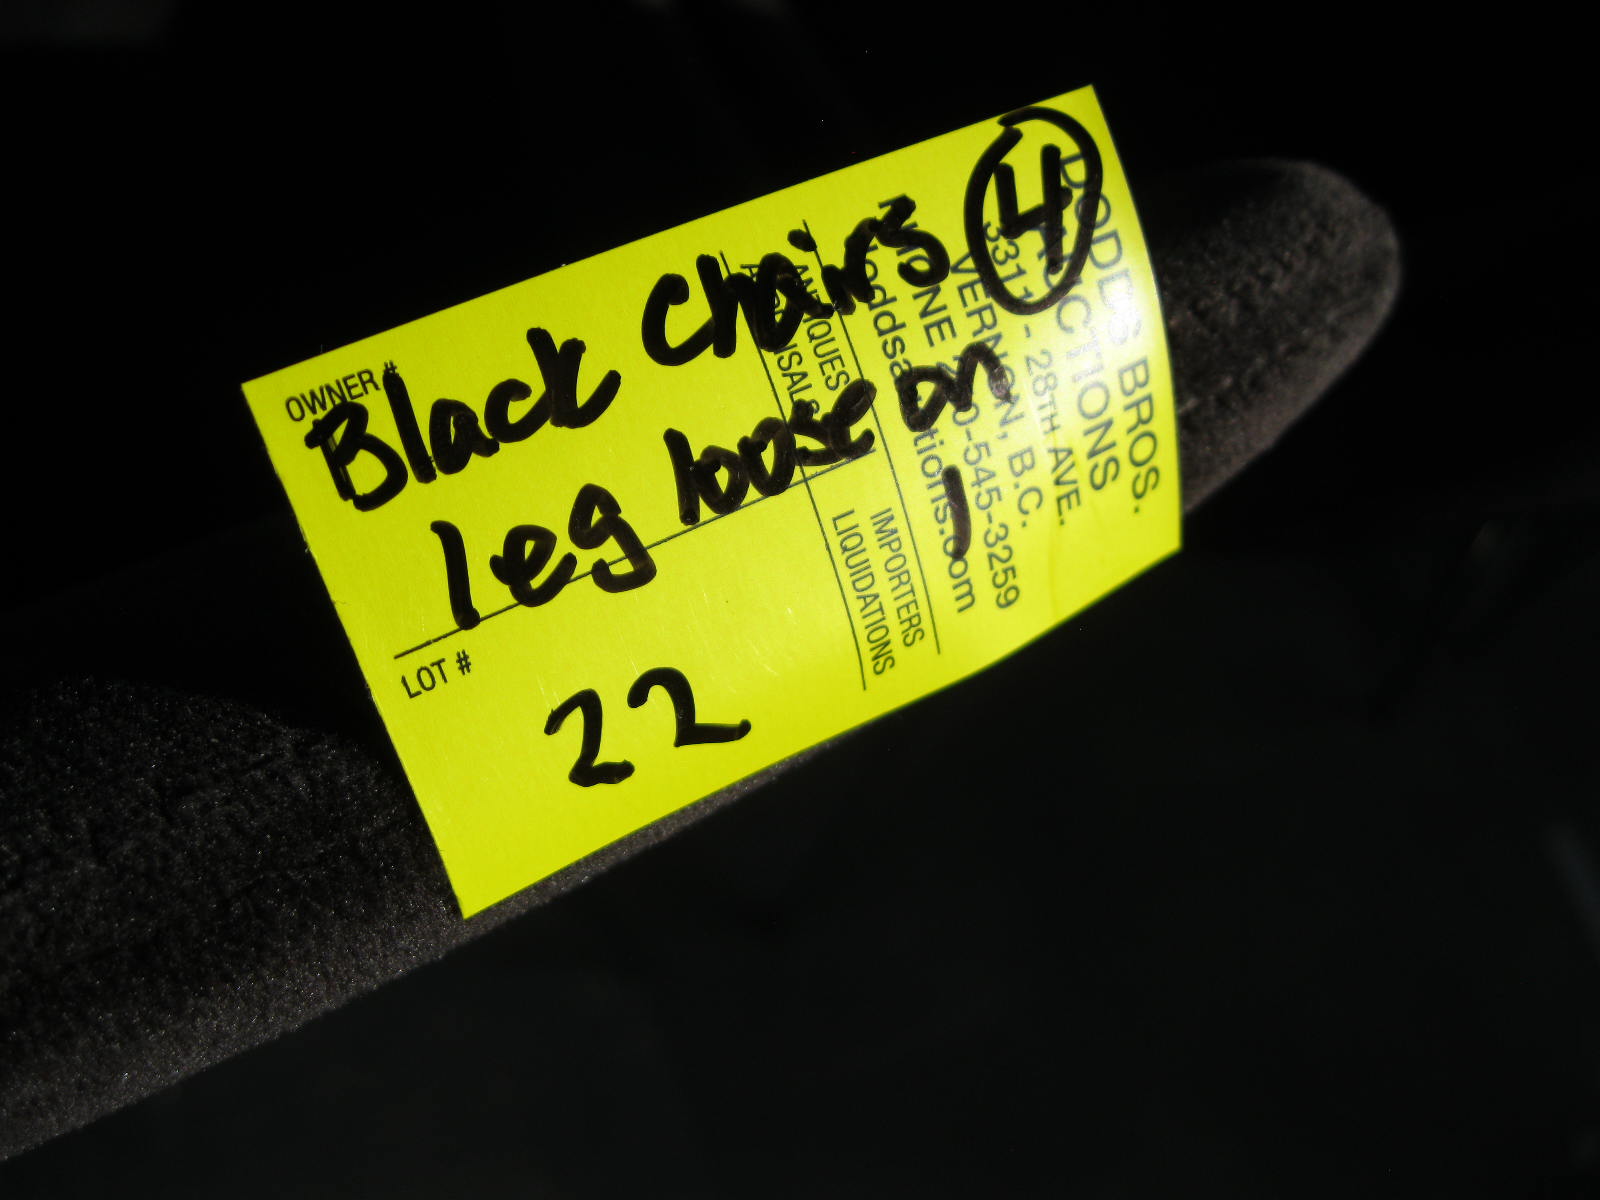 OWNER #
Black Chairs 4
leg loose on
1
LOT #
22
DODDS BROS.
AUCTIONS
3311 - 28TH AVE.
VERNON, B.C.
PHONE 250-545-3259
doddsauctions.com
ANTIQUES IMPORTERS
APPRAISALS LIQUIDATIONS